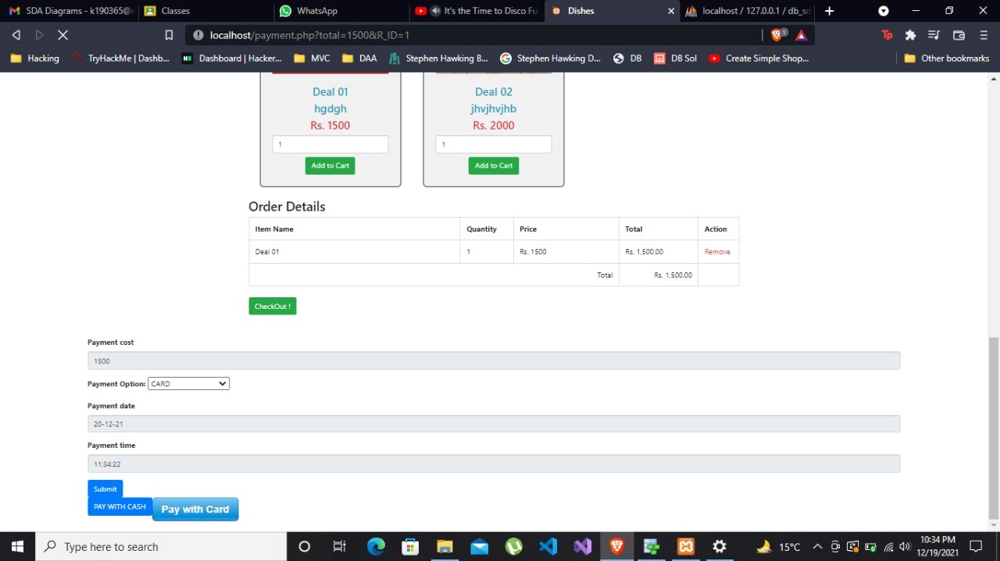 SDA Diagrams - k190365@n
Classes
WhatsApp
It's the Time to Disco Fu
Dishes
localhost / 127.0.0.1 / db_sd
localhost/payment.php?total=1500&R_ID=1
1
Tp
Hacking
TryHackMe | Dashb...
Dashboard | Hacker...
MVC
DAA
Stephen Hawking B...
Stephen Hawking D...
DB
DB Sol
Create Simple Shop...
Other bookmarks
Deal 01
hgdgh
Rs. 1500
1
Add to Cart
Deal 02
jhvjhvjhb
Rs. 2000
1
Add to Cart
Order Details
Item Name Quantity Price Total Action
Deal 01 1 Rs. 1500 Rs. 1,500.00 Remove
Total Rs. 1,500.00
CheckOut !
Payment cost
1500
Payment Option: CARD
Payment date
20-12-21
Payment time
11:34:22
Submit
PAY WITH CASH
Pay with Card
Type here to search
15°C
10:34 PM
12/19/2021